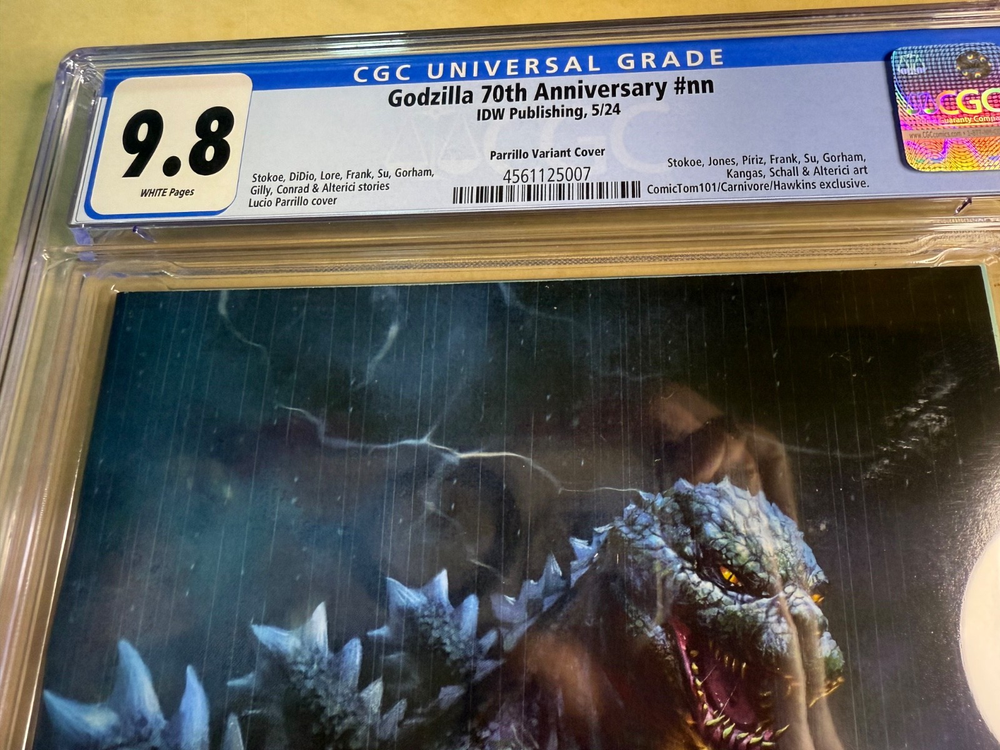 CGC UNIVERSAL GRADE
9.8
WHITE Pages
Godzilla 70th Anniversary #nn
IDW Publishing, 5/24
Parrillo Variant Cover
4561125007
Stokoe, DiDio, Lore, Frank, Su, Gorham,
Gilly, Conrad & Alterici stories
Lucio Parrillo cover
Stokoe, Jones, Piriz, Frank, Su, Gorham,
Kangas, Schall & Alterici art
ComicTom101/Carnivore/Hawkins exclusive.
CGC